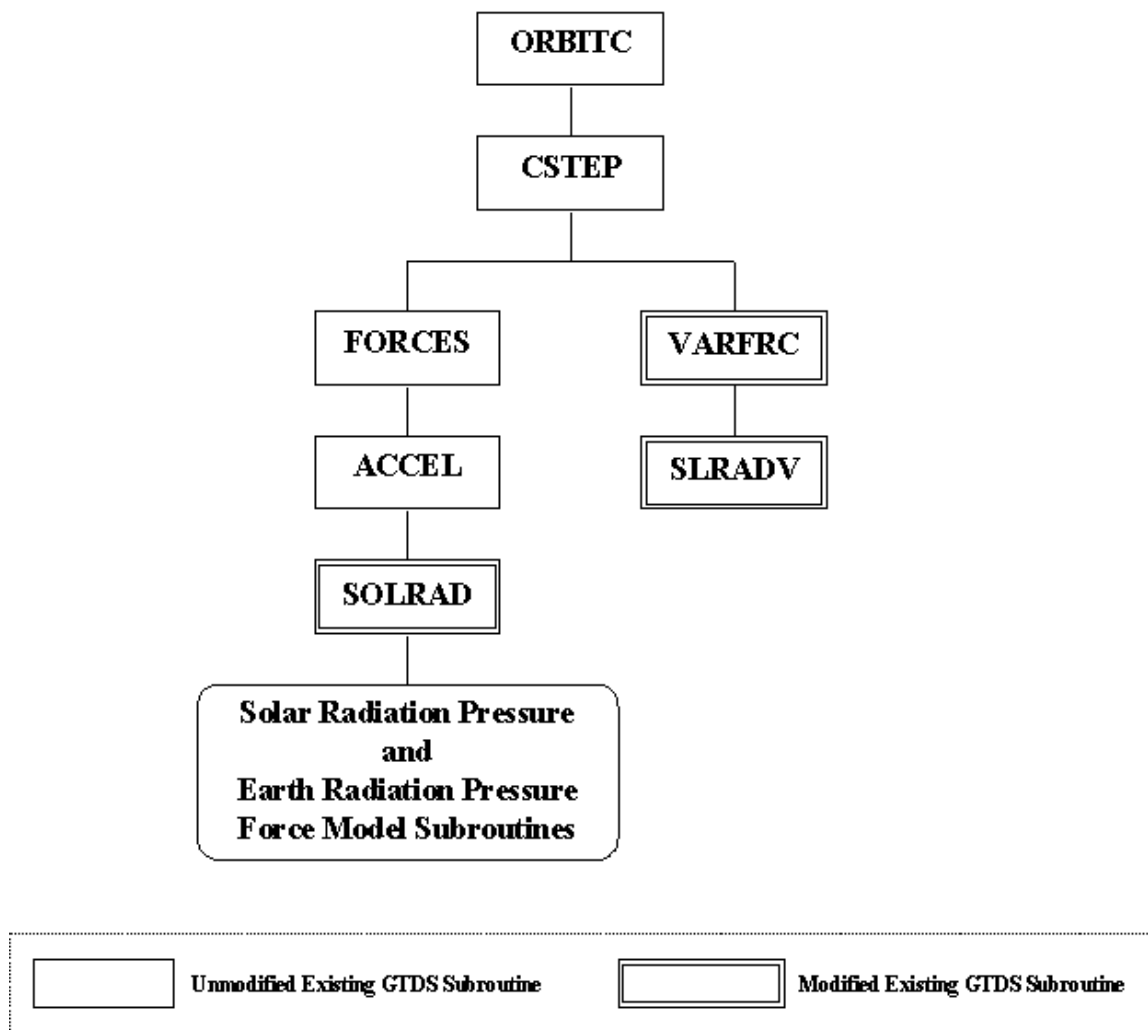 ORBITC
CSTEP
FORCES
VARFRC
ACCEL
SLRADV
SOLRAD
Solar Radiation Pressure
and
Earth Radiation Pressure
Force Model Subroutines
Unmodified Existing GTDS Subroutine
Modified Existing GTDS Subroutine